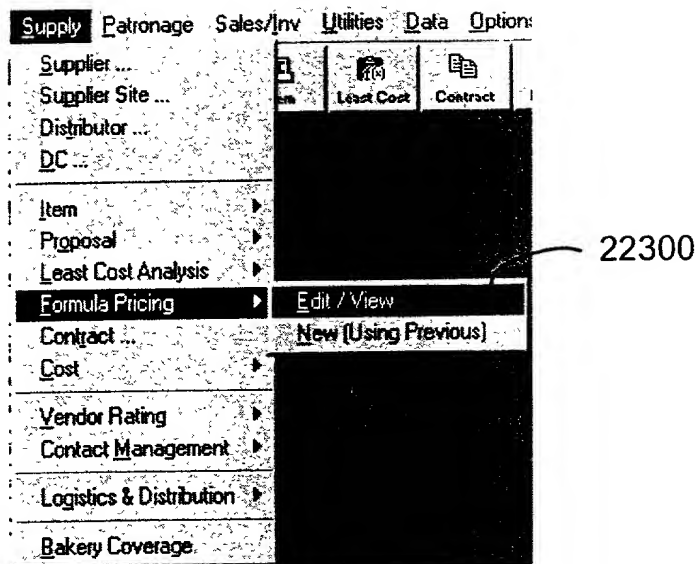 Supply Patronage Sales/Inv Utilities Data Option
Supplier ...
Supplier Site ...
Least Cost Contract
Distributor ...
DC ...
Item
Proposal
Least Cost Analysis
22300
Formula Pricing Edit / View
Contract ... New (Using Previous)
Cost
Vendor Rating
Contact Management
Logistics & Distribution
Bakery Coverage